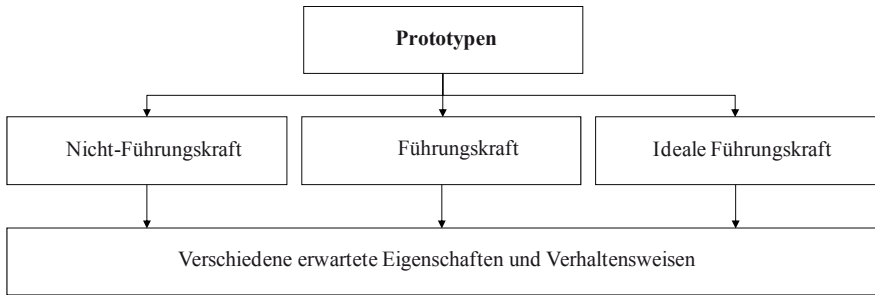 Prototypen
Nicht-Führungskraft
Führungskraft
Ideale Führungskraft
Verschiedene erwartete Eigenschaften und Verhaltensweisen